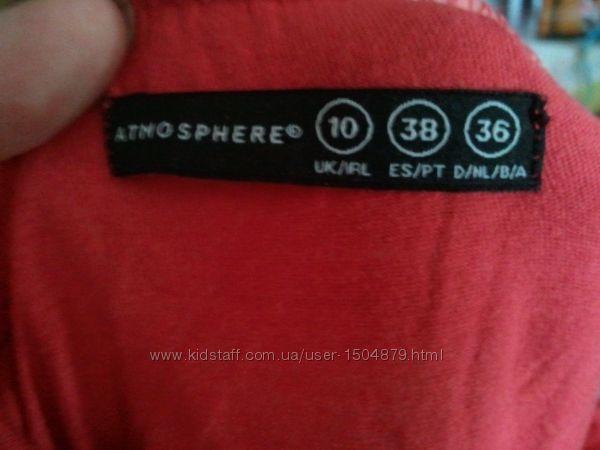 ATMOSPHERE® 10 38 36
UK/IRL ES/PT D/NL/B/A
www.kidstaff.com.ua/user-1504879.html